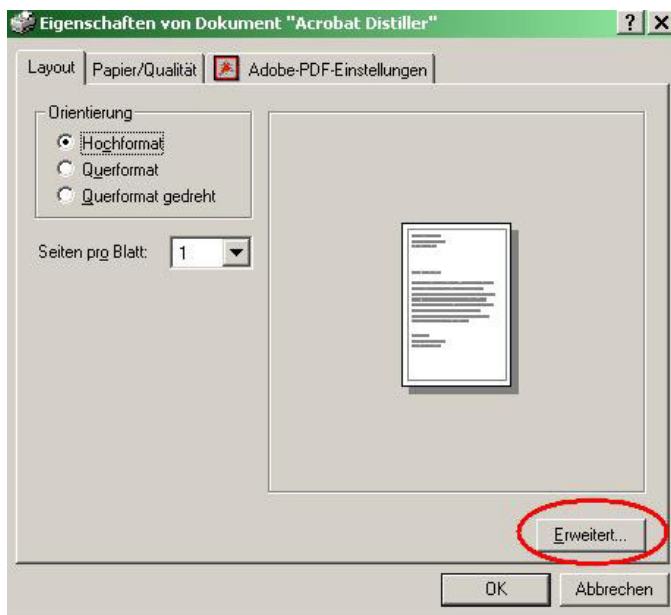 Eigenschaften von Dokument "Acrobat Distiller"
Layout Papier/Qualität Adobe-PDF-Einstellungen
Orientierung
Hochformat
Querformat
Querformat gedreht
Seiten pro Blatt: 1
Erweitert...
OK Abbrechen